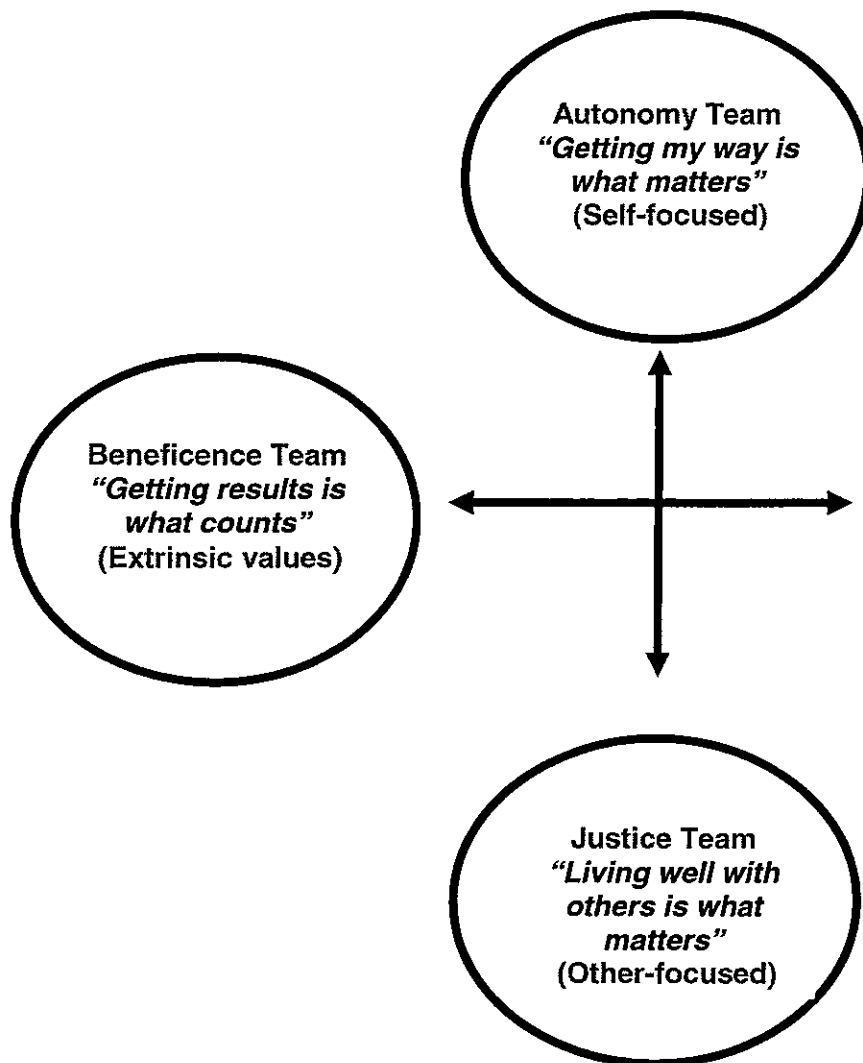 Autonomy Team
“Getting my way is
what matters”
(Self-focused)
Beneficence Team
“Getting results is
what counts”
(Extrinsic values)
Justice Team
“Living well with
others is what
matters”
(Other-focused)